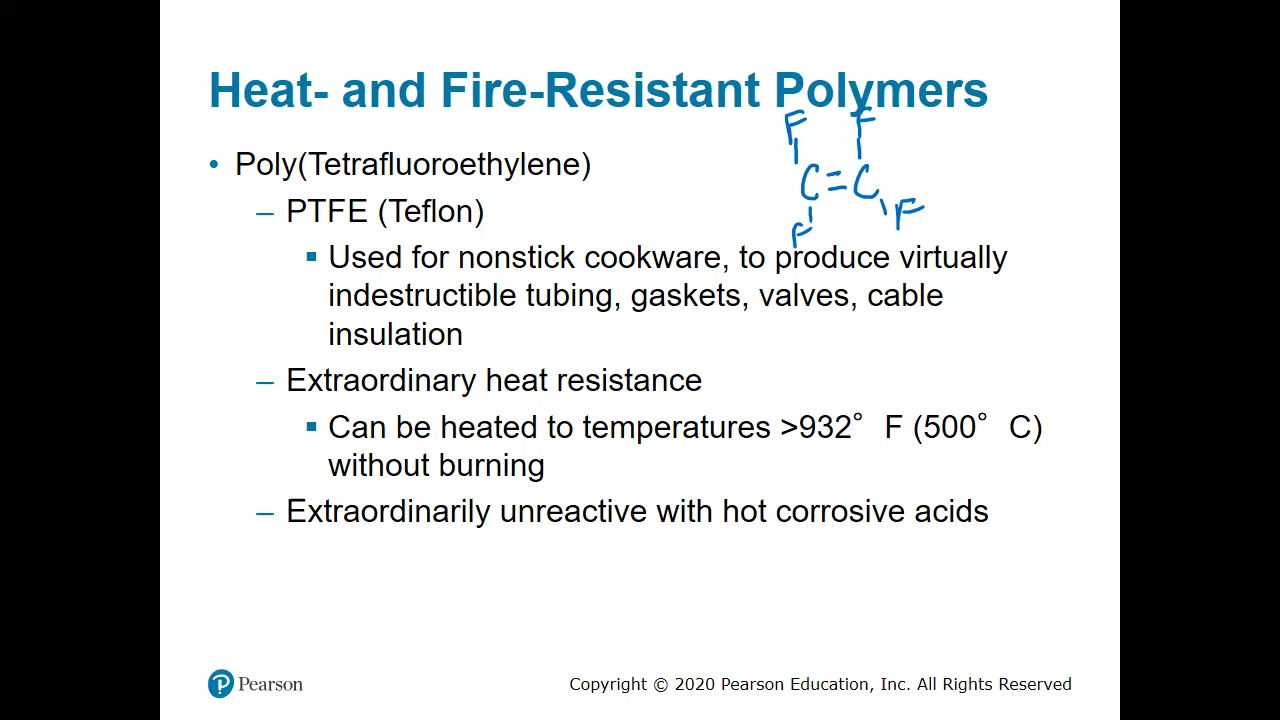 Heat- and Fire-Resistant Polymers
F F
• Poly(Tetrafluoroethylene)
C=C
– PTFE (Teflon)
F F
▪ Used for nonstick cookware, to produce virtually
indestructible tubing, gaskets, valves, cable
insulation
– Extraordinary heat resistance
▪ Can be heated to temperatures >932° F (500° C)
without burning
– Extraordinarily unreactive with hot corrosive acids
Pearson
Copyright © 2020 Pearson Education, Inc. All Rights Reserved